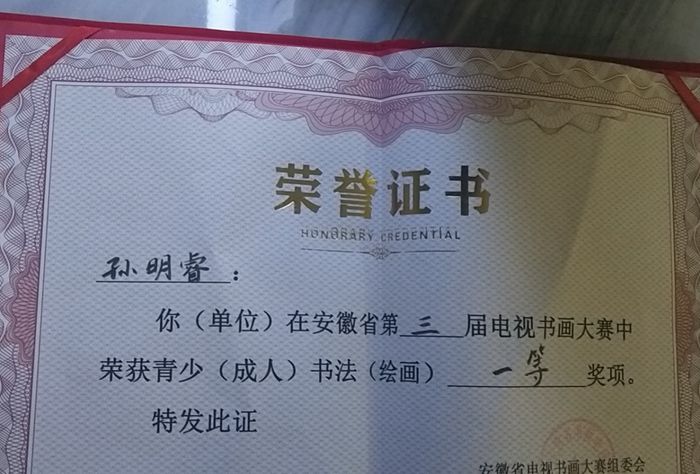 荣誉证书
HONORARY CREDENTIAL
孙明睿：
你（单位）在安徽省第三届电视书画大赛中
荣获青少（成人）书法（绘画）一等奖项。
特发此证
安徽省电视书画大赛组委会